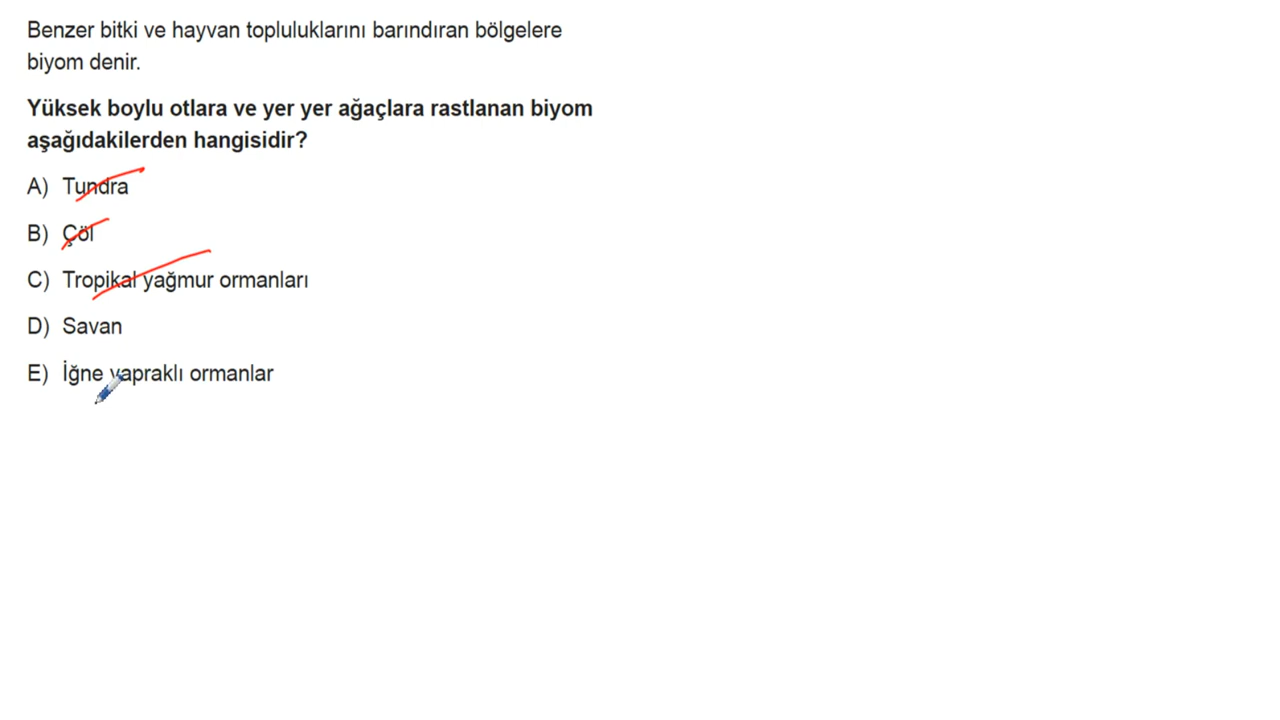 Benzer bitki ve hayvan topluluklarını barındıran bölgelere
biyom denir.
Yüksek boylu otlara ve yer yer ağaçlara rastlanan biyom
aşağıdakilerden hangisidir?
A) Tundra
B) Çöl
C) Tropikal yağmur ormanları
D) Savan
E) İğne yapraklı ormanlar